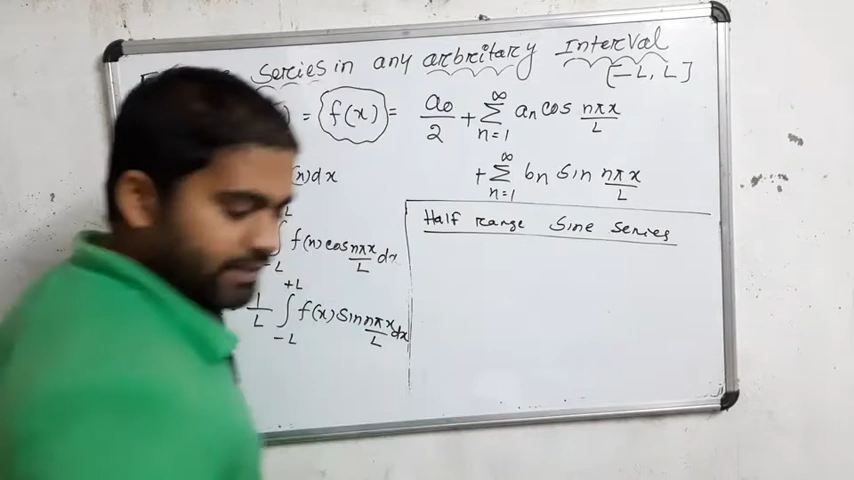 Series in any arbritary Interval
[-L, L]
) = f(x) = a0/2 + ∑_{n=1}^{∞} an cos nπx/L
+ ∑_{n=1}^{∞} bn sin nπx/L
(x)dx
∫_{-L}^{L} f(x) cos nπx/L dx
1/L ∫_{-L}^{+L} f(x) sin nπx/L dx
Half range Sine series